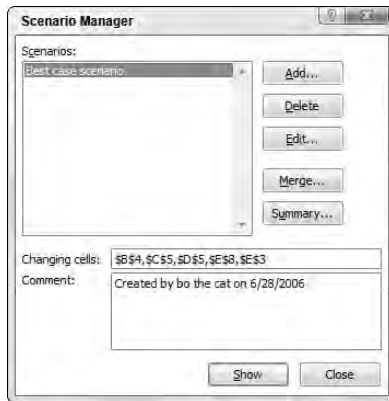 Scenario Manager
Scenarios:
Best case scenario
Add...
Delete
Edit...
Merge...
Summary...
Changing cells: $B$4,$C$5,$D$5,$E$8,$E$3
Comment: Created by bo the cat on 6/28/2006
Show Close